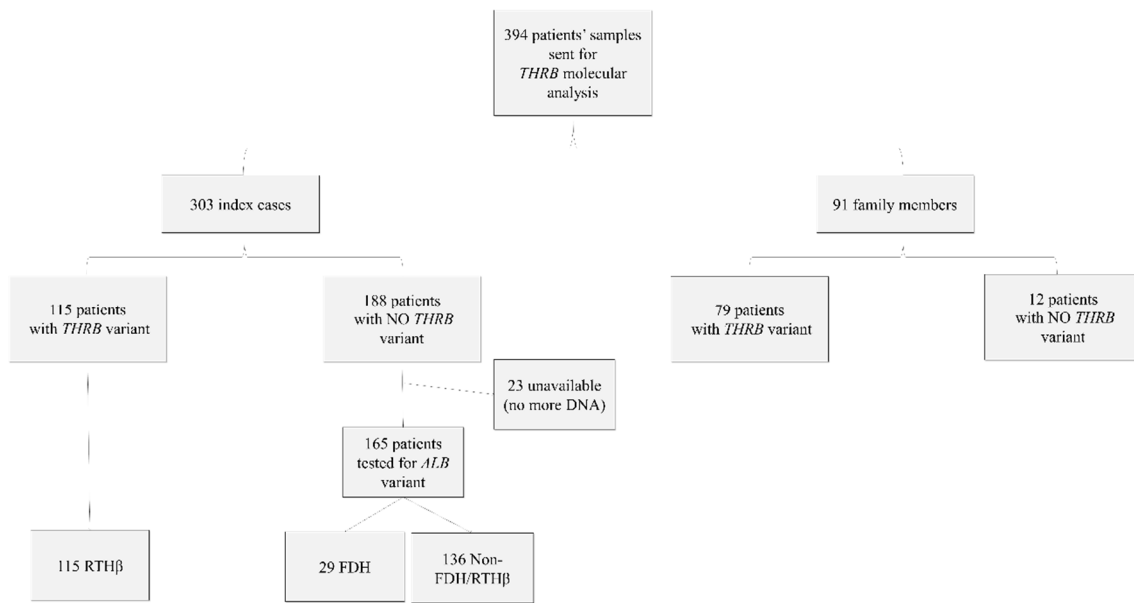 394 patients' samples
sent for
THRB molecular
analysis
303 index cases
91 family members
115 patients
with THRB variant
188 patients
with NO THRB
variant
79 patients
with THRB variant
12 patients
with NO THRB
variant
23 unavailable
(no more DNA)
165 patients
tested for ALB
variant
115 RTHβ
29 FDH
136 Non-
FDH/RTHβ